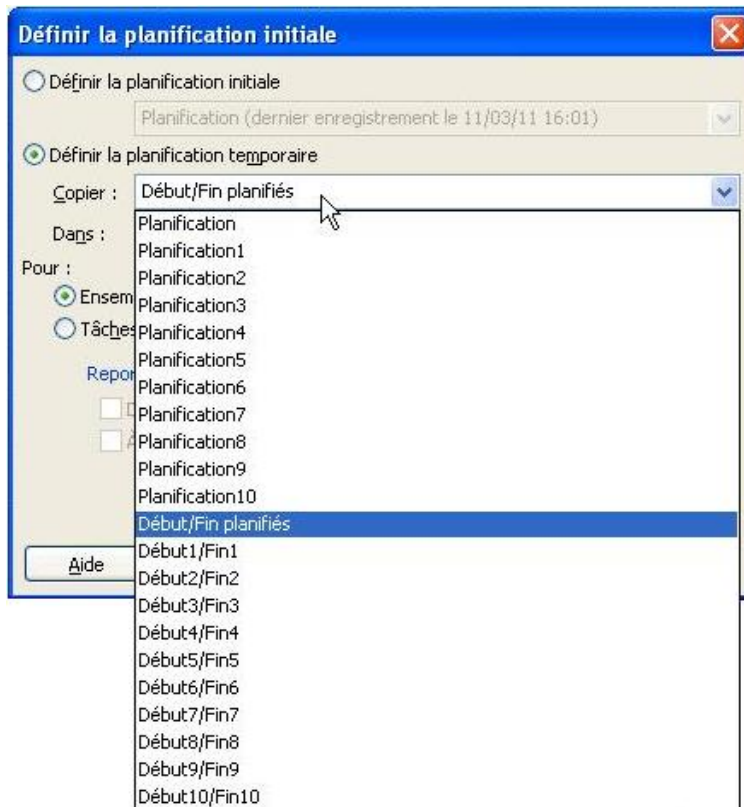 Définir la planification initiale
Définir la planification initiale
Planification (dernier enregistrement le 11/03/11 16:01)
Définir la planification temporaire
Copier : Début/Fin planifiés
Dans :
Pour :
Ensem
Tâches
Repor
Planification
Planification1
Planification2
Planification3
Planification4
Planification5
Planification6
Planification7
Planification8
Planification9
Planification10
Début/Fin planifiés
Début1/Fin1
Début2/Fin2
Début3/Fin3
Début4/Fin4
Début5/Fin5
Début6/Fin6
Début7/Fin7
Début8/Fin8
Début9/Fin9
Début10/Fin10
Aide